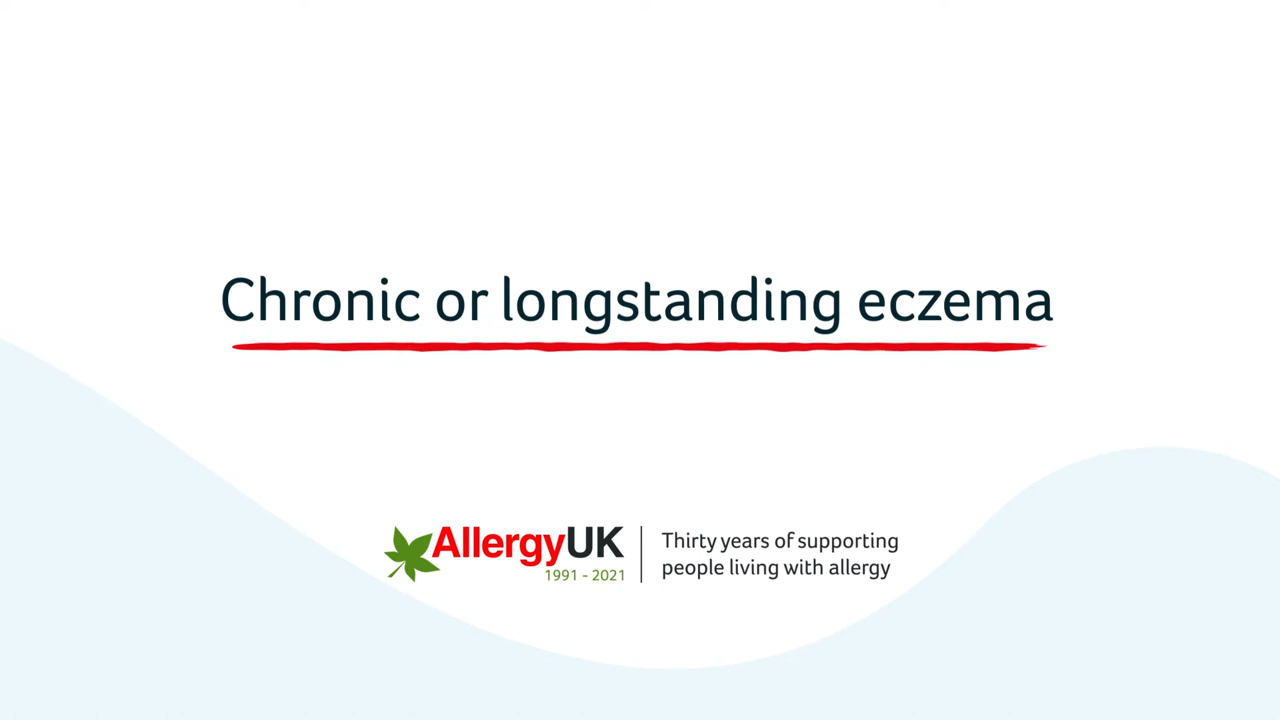 Chronic or longstanding eczema
AllergyUK
1991 - 2021
Thirty years of supporting
people living with allergy